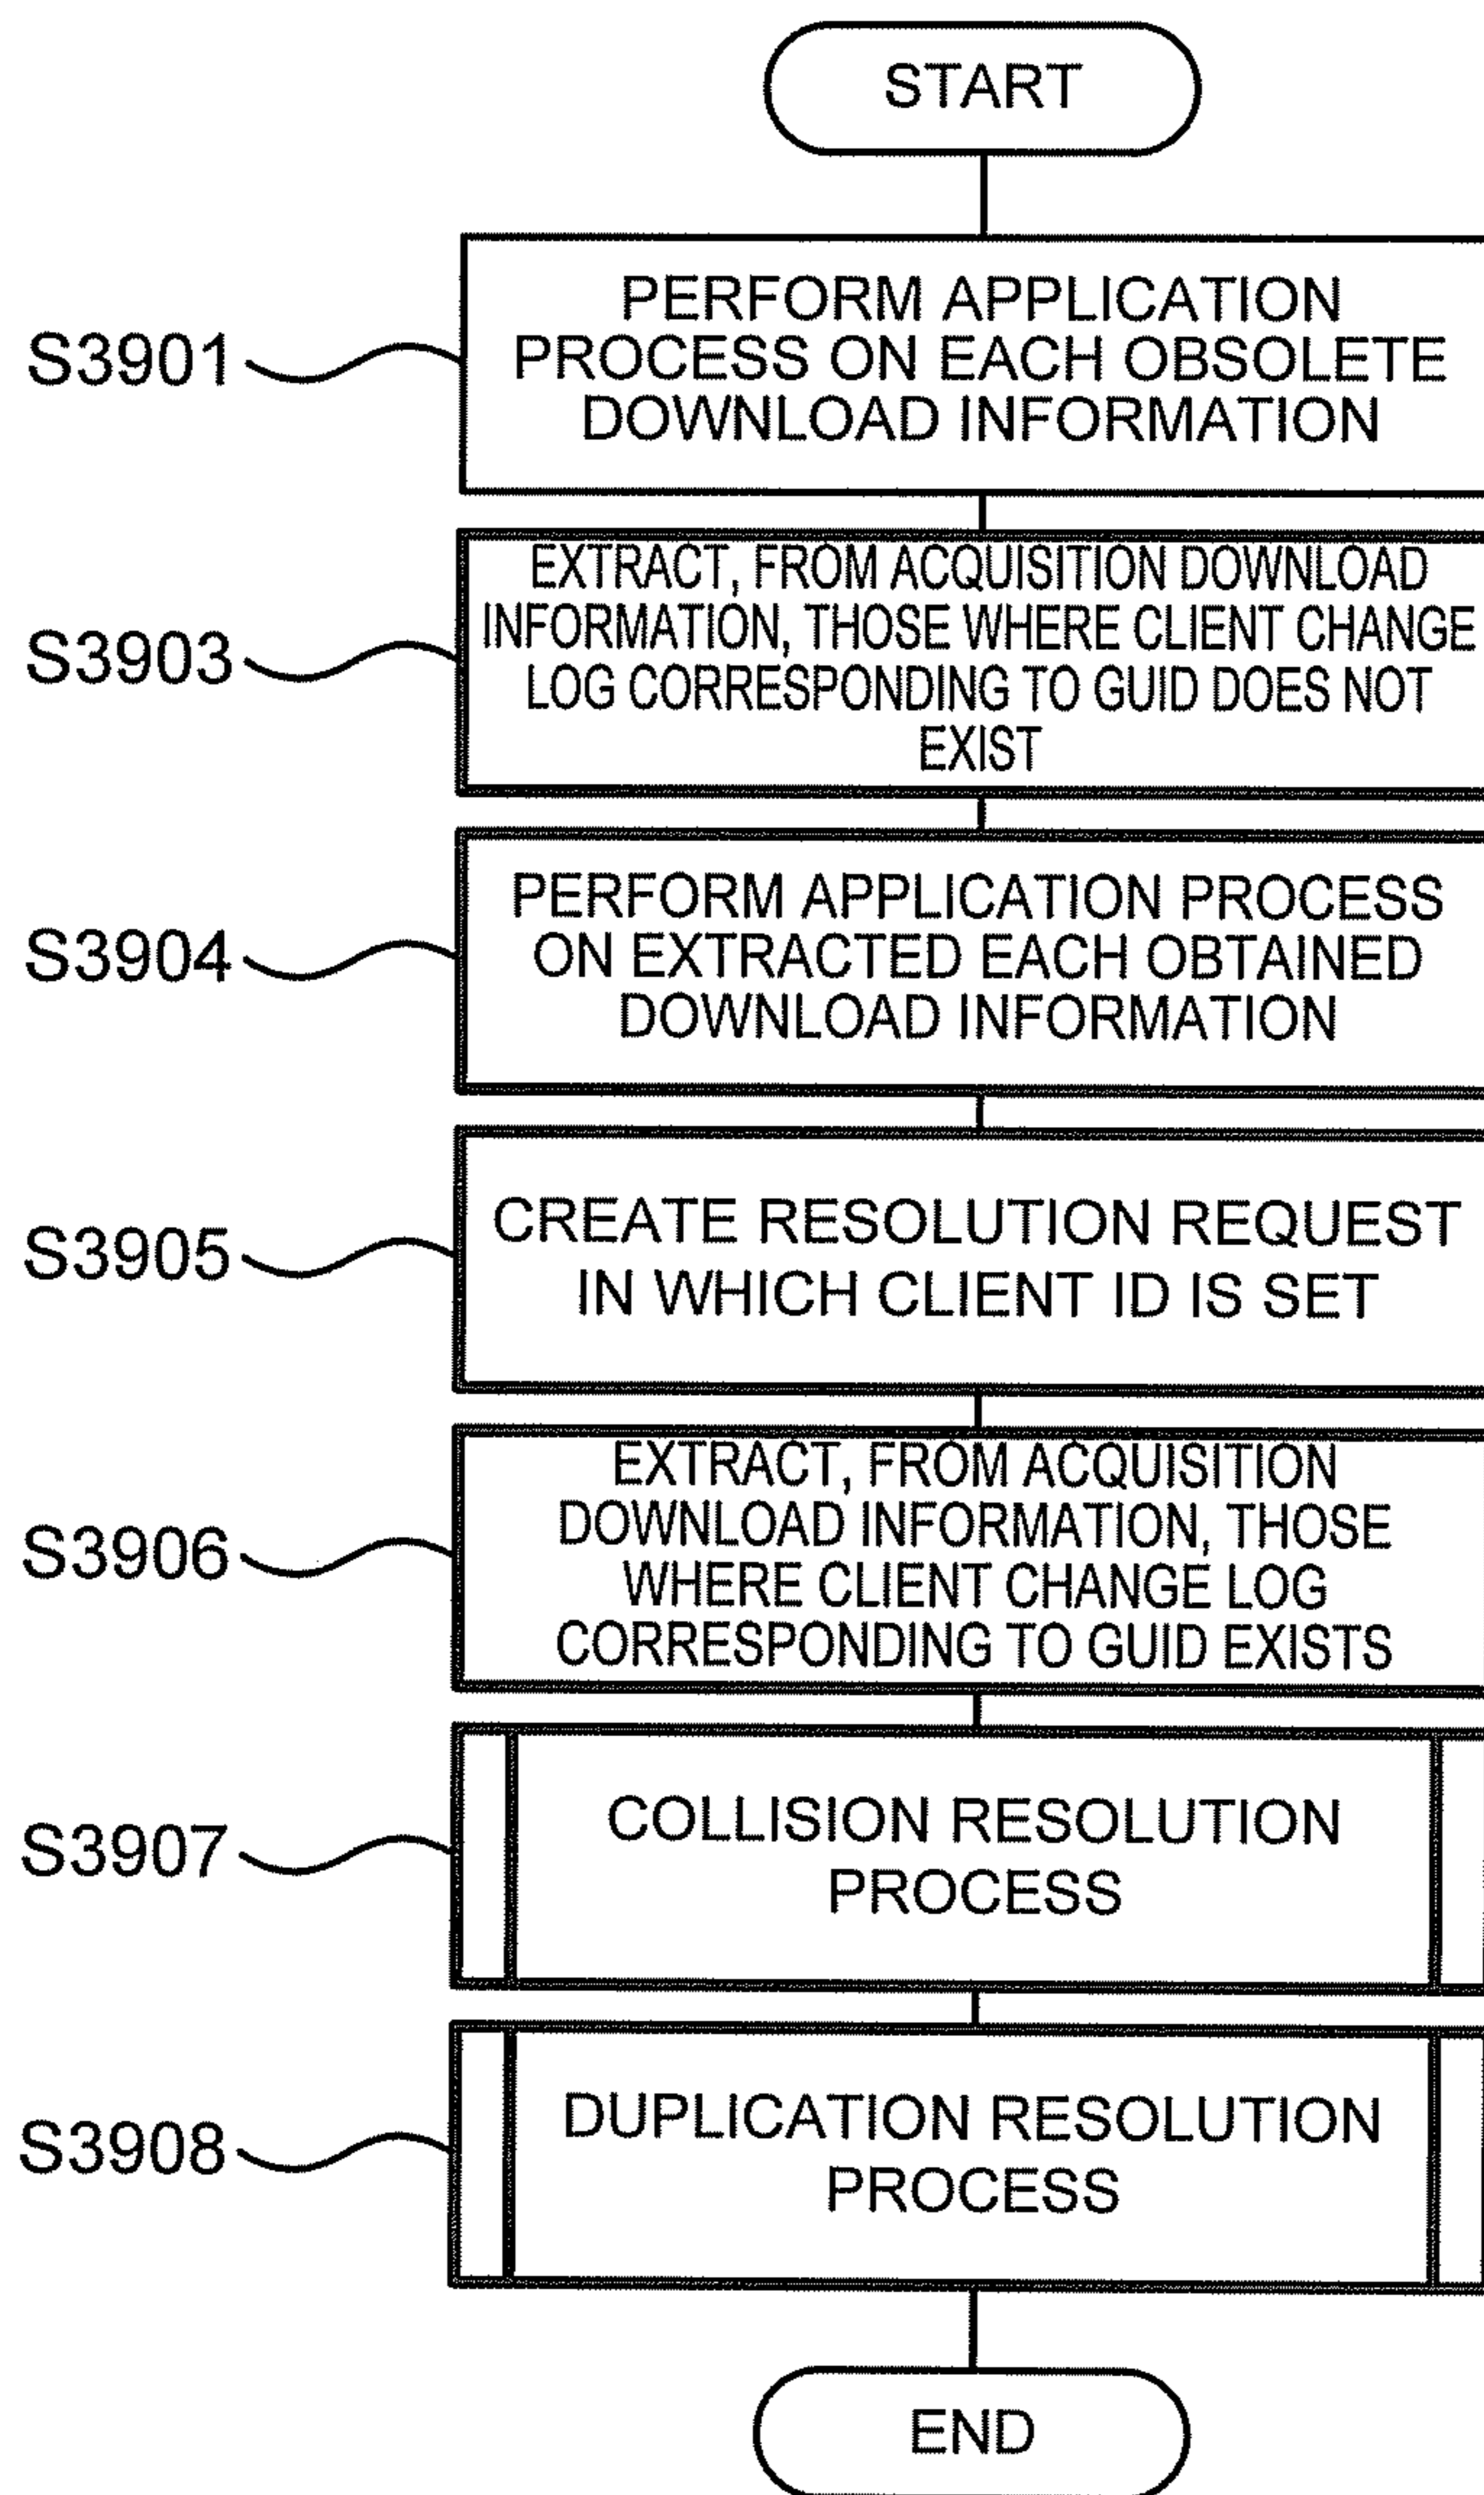 START
S3901
PERFORM APPLICATION
PROCESS ON EACH OBSOLETE
DOWNLOAD INFORMATION
S3903
EXTRACT, FROM ACQUISITION DOWNLOAD
INFORMATION, THOSE WHERE CLIENT CHANGE
LOG CORRESPONDING TO GUID DOES NOT
EXIST
S3904
PERFORM APPLICATION PROCESS
ON EXTRACTED EACH OBTAINED
DOWNLOAD INFORMATION
S3905
CREATE RESOLUTION REQUEST
IN WHICH CLIENT ID IS SET
S3906
EXTRACT, FROM ACQUISITION
DOWNLOAD INFORMATION, THOSE
WHERE CLIENT CHANGE LOG
CORRESPONDING TO GUID EXISTS
S3907
COLLISION RESOLUTION
PROCESS
S3908
DUPLICATION RESOLUTION
PROCESS
END